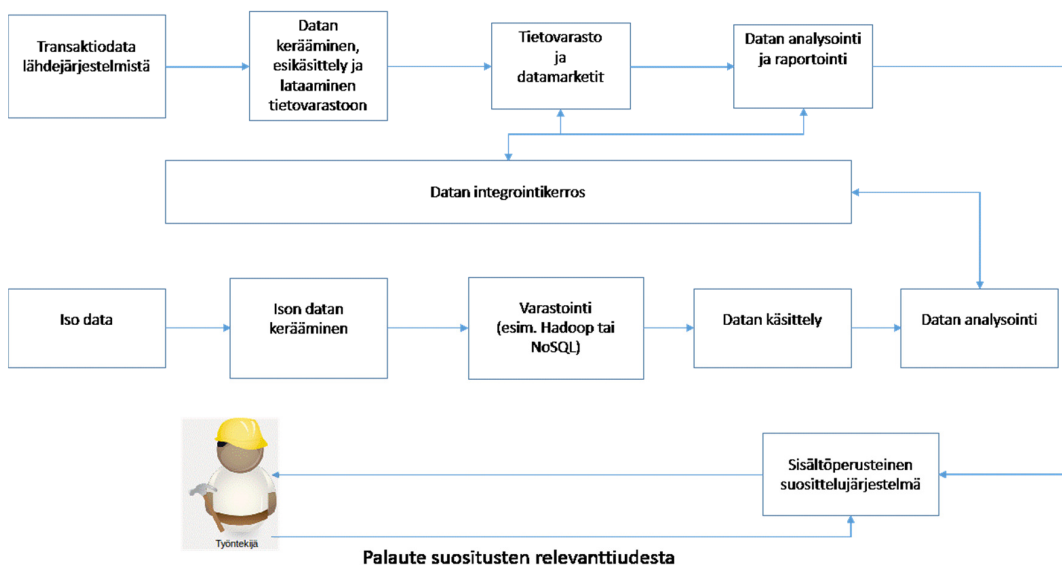 Transaktiodata
lähdejärjestelmistä
Datan
kerääminen,
esikäsittely ja
lataaminen
tietovarastoon
Tietovarasto
ja
datamarketit
Datan analysointi
ja raportointi
Datan integrointikerros
Iso data
Ison datan
kerääminen
Varastointi
(esim. Hadoop tai
NoSQL)
Datan käsittely
Datan analysointi
Sisältöperusteinen
suosittelujärjestelmä
Työntekijä
Palaute suositusten relevanttiudesta